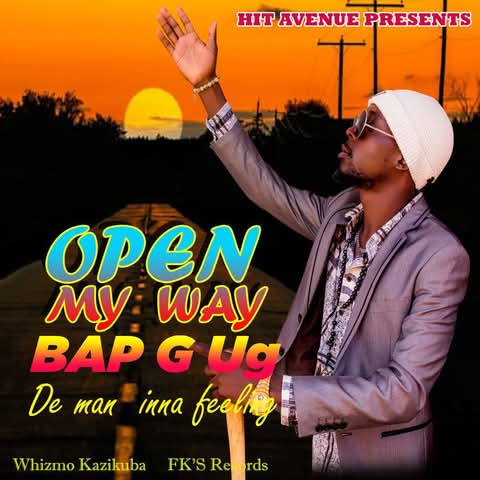 HIT AVENUE PRESENTS
OPEN
MY WAY
BAP G Ug
De man inna feeling
Whizmo Kazikuba FK'S Records